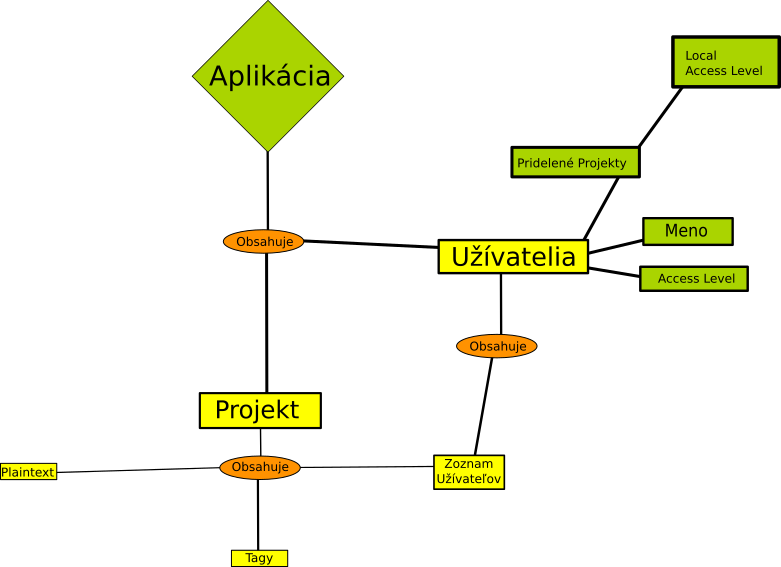 Aplikácia
Local
Access Level
Pridelené Projekty
Meno
Obsahuje
Užívatelia
Access Level
Obsahuje
Projekt
Zoznam
Užívateľov
Obsahuje
Plaintext
Tagy